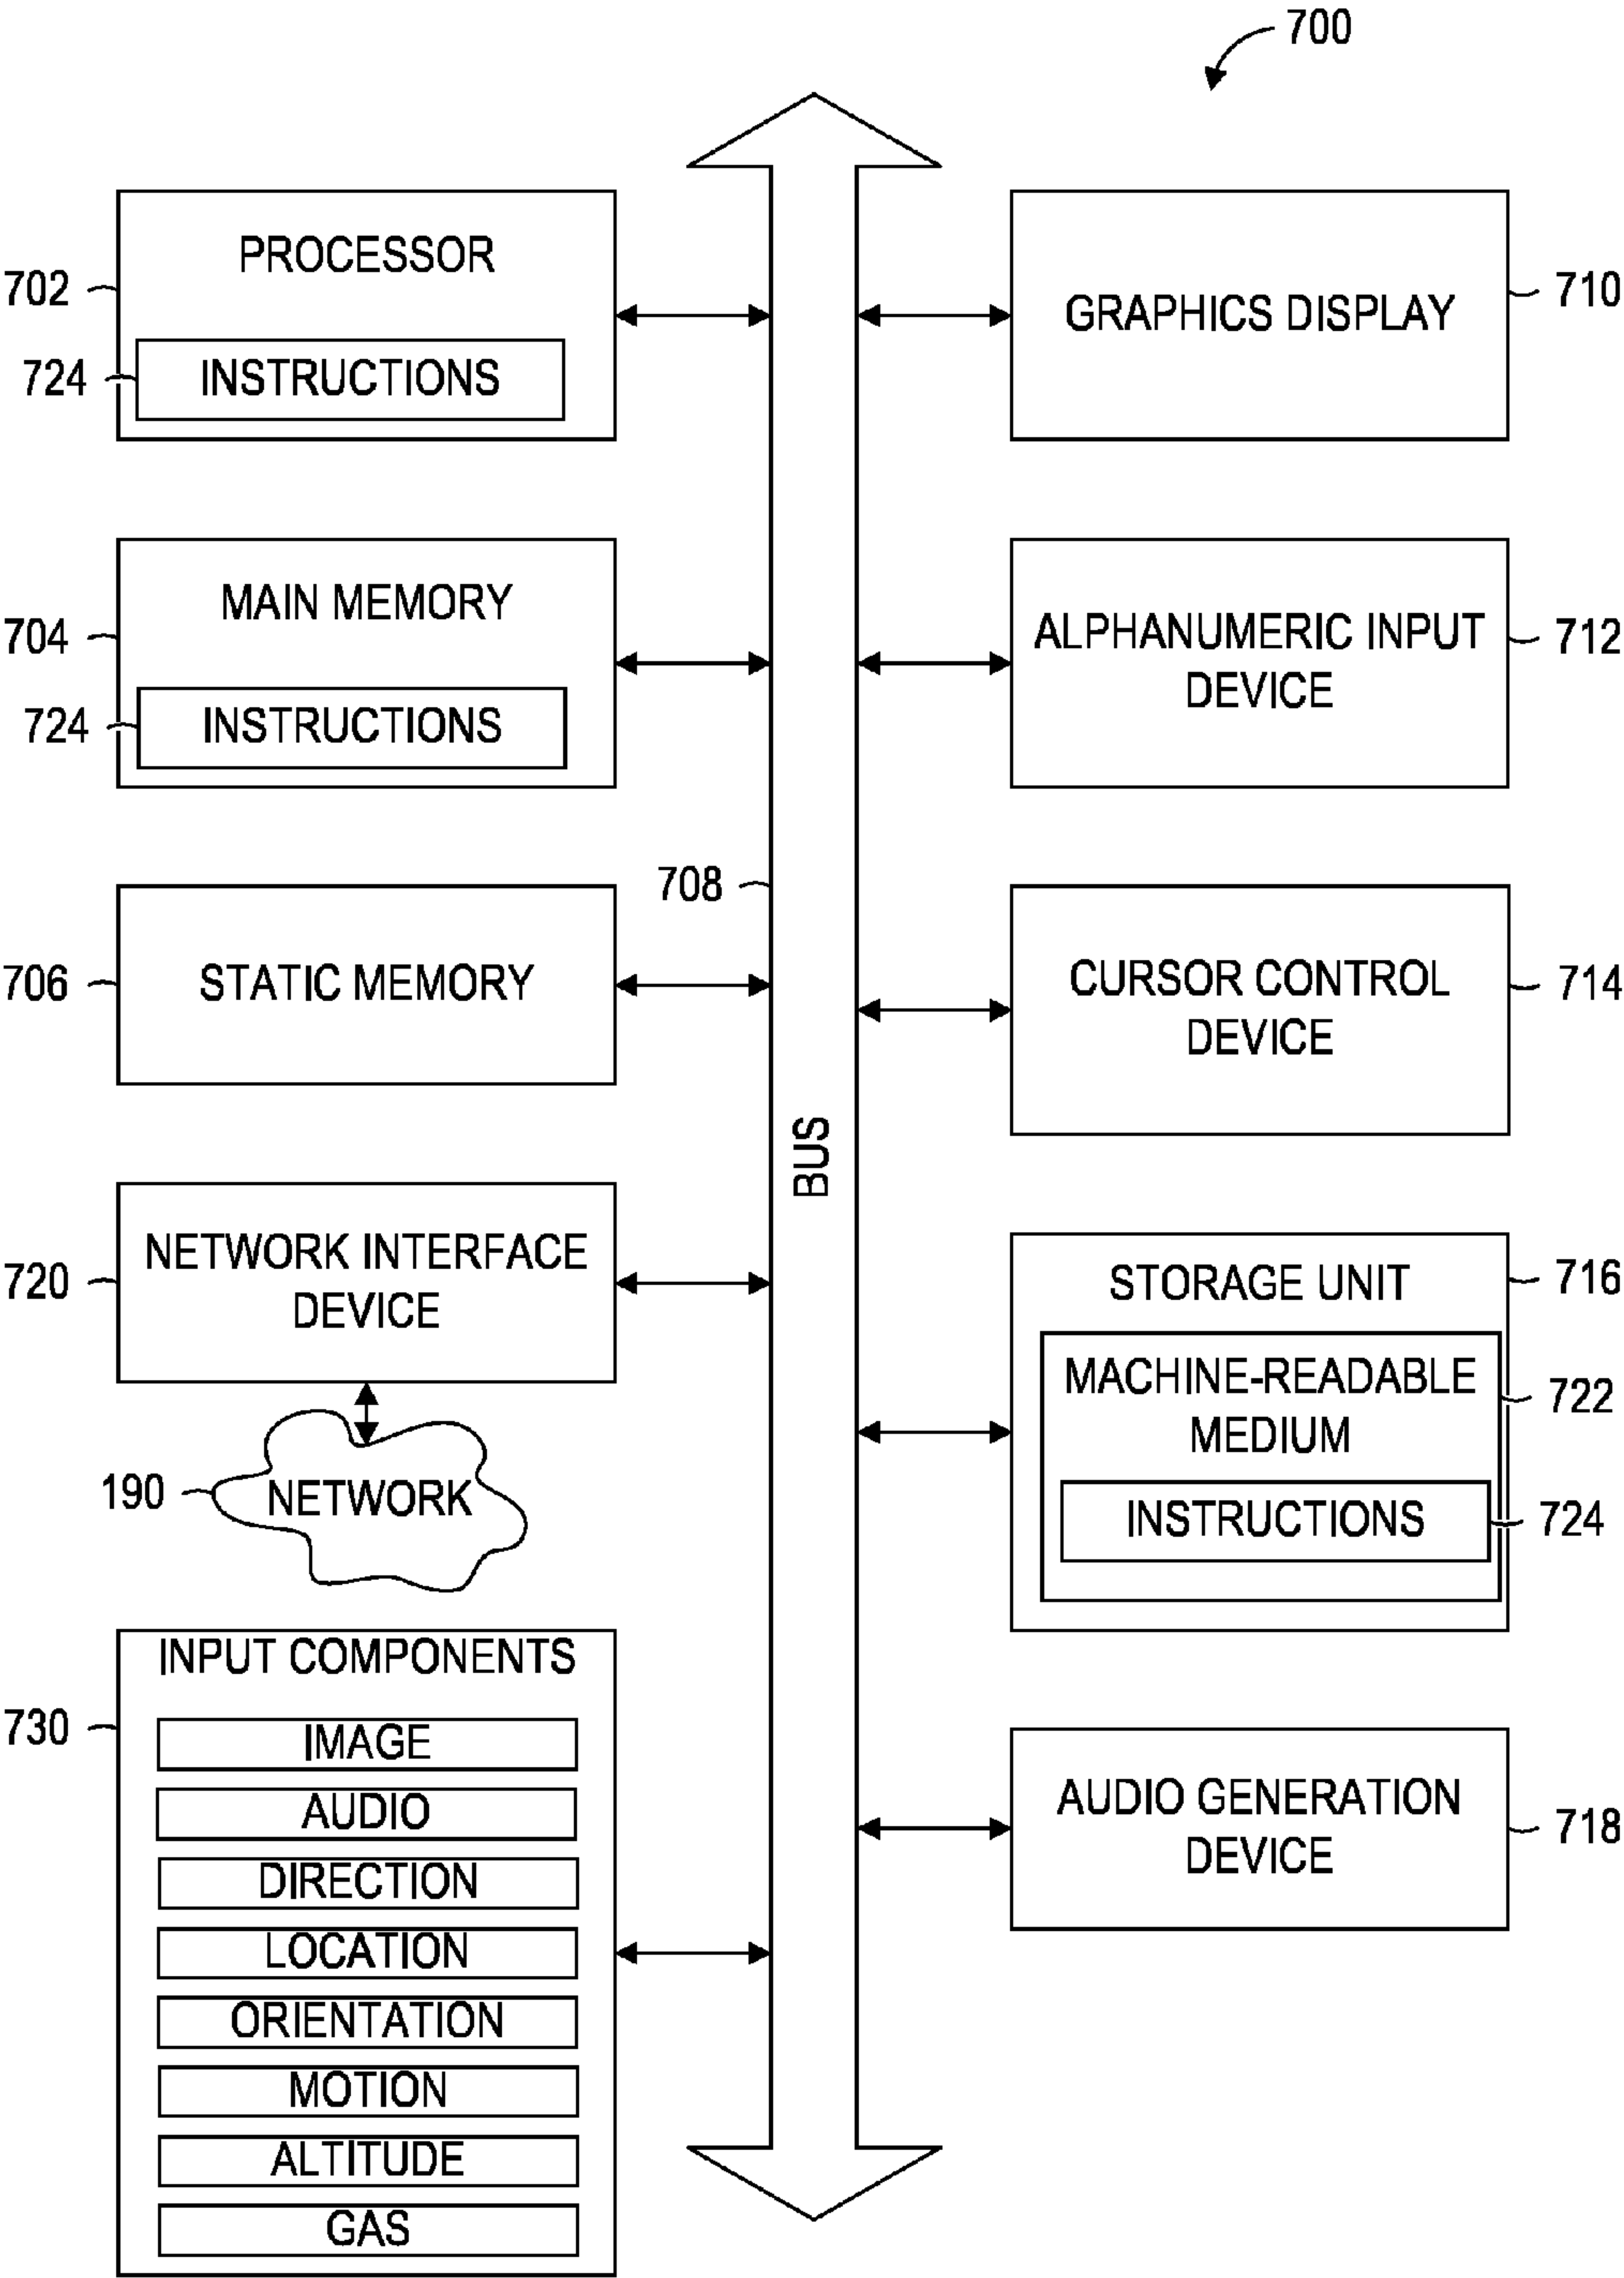 700
PROCESSOR
702
724
INSTRUCTIONS
MAIN MEMORY
704
724
INSTRUCTIONS
708
706
STATIC MEMORY
NETWORK INTERFACE
DEVICE
720
190
NETWORK
INPUT COMPONENTS
730
IMAGE
AUDIO
DIRECTION
LOCATION
ORIENTATION
MOTION
ALTITUDE
GAS
BUS
GRAPHICS DISPLAY
710
ALPHANUMERIC INPUT
DEVICE
712
CURSOR CONTROL
DEVICE
714
STORAGE UNIT
716
MACHINE-READABLE
MEDIUM
722
INSTRUCTIONS
724
AUDIO GENERATION
DEVICE
718